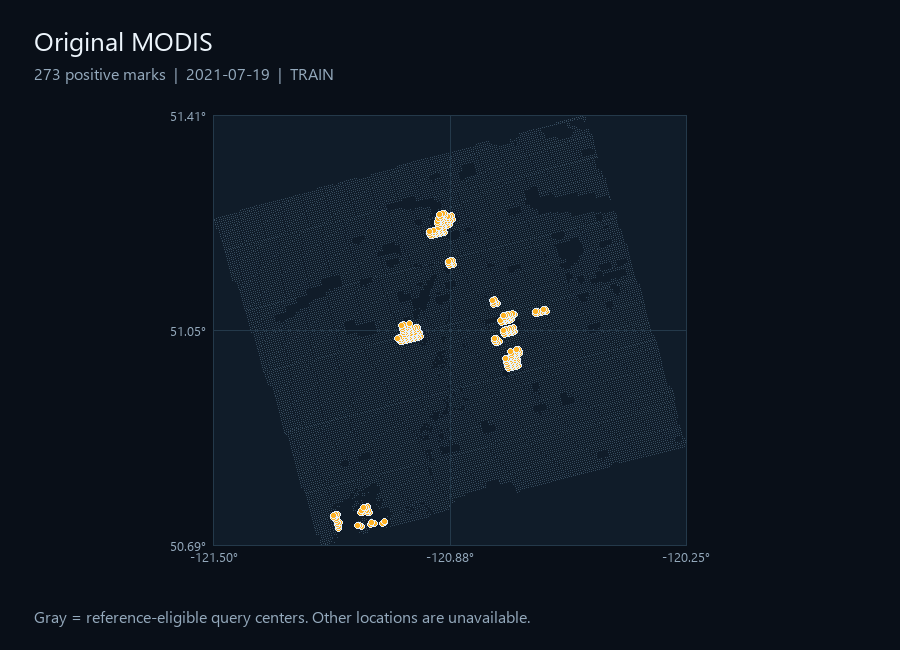 Original MODIS
273 positive marks | 2021-07-19 | TRAIN
51.41°
51.05°
50.69°
-121.50°
-120.88°
-120.25°
Gray = reference-eligible query centers. Other locations are unavailable.